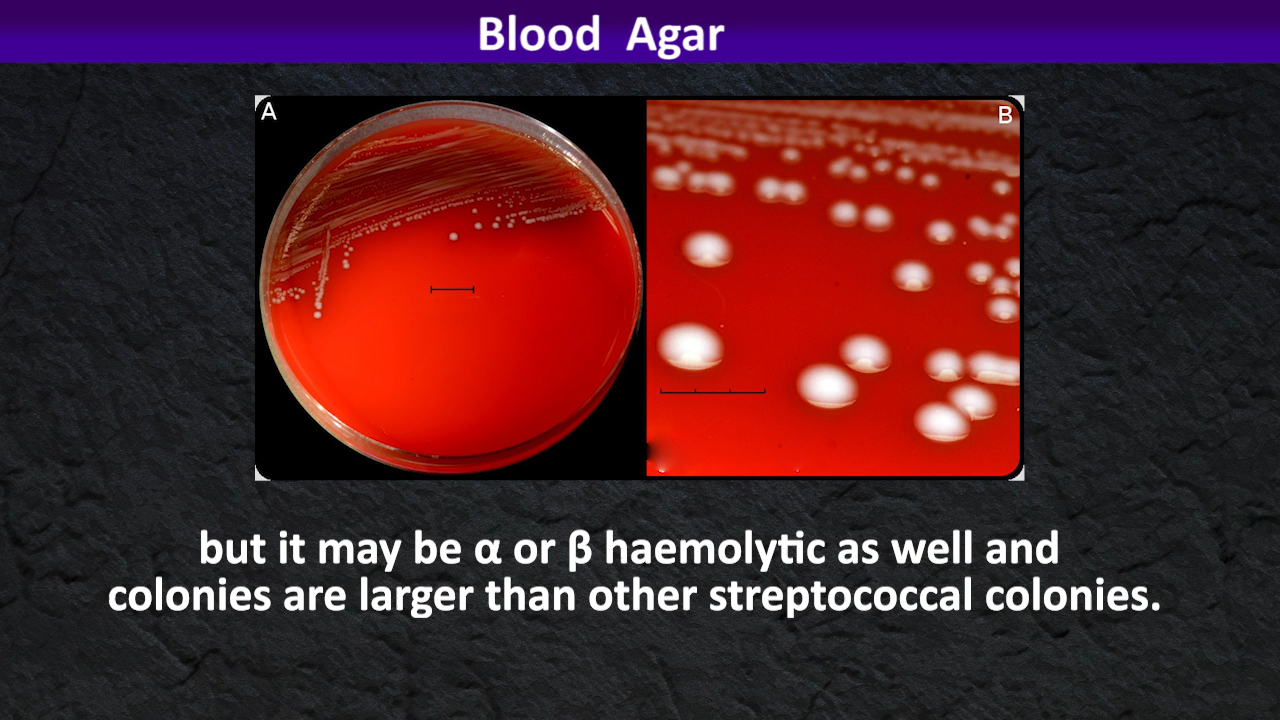 Blood Agar
A
B
but it may be α or β haemolytic as well and
colonies are larger than other streptococcal colonies.